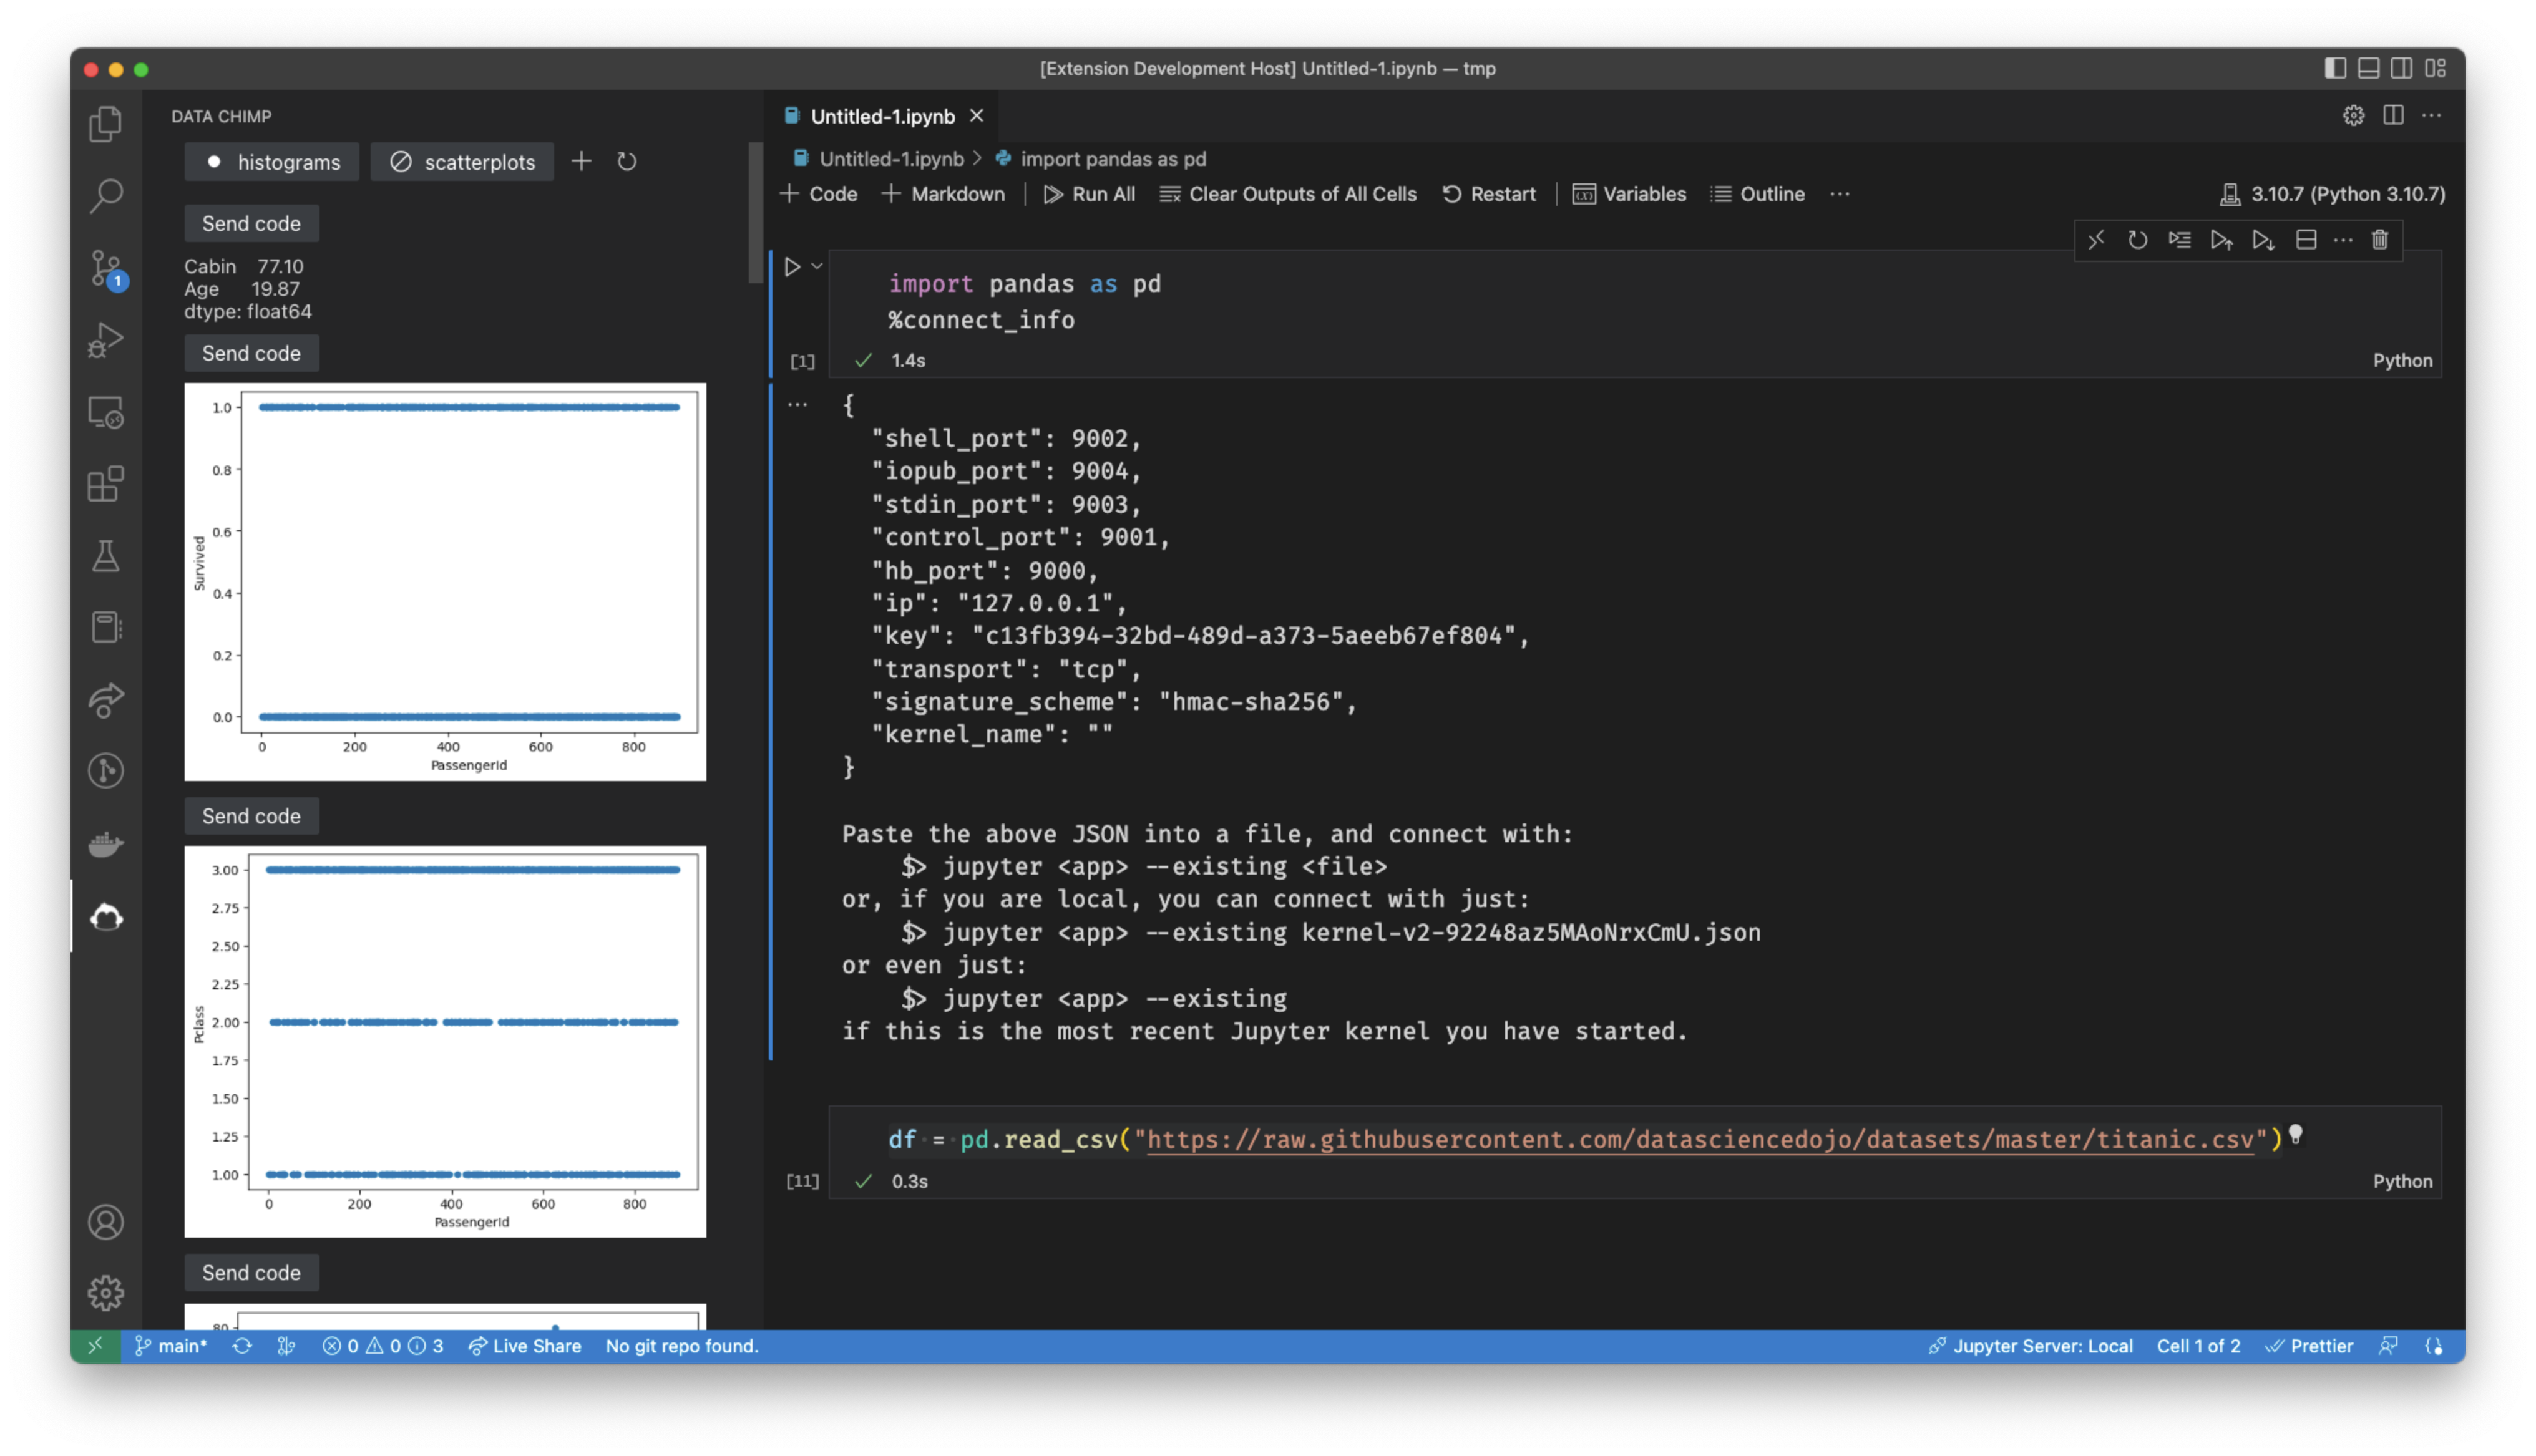 [Extension Development Host] Untitled-1.ipynb — tmp
DATA CHIMP
histograms
scatterplots
Send code
Cabin 77.10
Age 19.87
dtype: float64
Send code
1.0
0.8
0.6
0.4
0.2
0.0
Survived
0 200 400 600 800
PassengerId
Send code
3.00
2.75
2.50
2.25
2.00
1.75
1.50
1.25
1.00
Pclass
0 200 400 600 800
PassengerId
Send code
80
1
Untitled-1.ipynb
Untitled-1.ipynb > import pandas as pd
+ Code + Markdown Run All Clear Outputs of All Cells Restart Variables Outline ... 3.10.7 (Python 3.10.7)
import pandas as pd
%connect_info
[1] 1.4s Python
{
"shell_port": 9002,
"iopub_port": 9004,
"stdin_port": 9003,
"control_port": 9001,
"hb_port": 9000,
"ip": "127.0.0.1",
"key": "c13fb394-32bd-489d-a373-5aeeb67ef804",
"transport": "tcp",
"signature_scheme": "hmac-sha256",
"kernel_name": ""
}
Paste the above JSON into a file, and connect with:
$> jupyter <app> --existing <file>
or, if you are local, you can connect with just:
$> jupyter <app> --existing kernel-v2-92248az5MAoNrxCmU.json
or even just:
$> jupyter <app> --existing
if this is the most recent Jupyter kernel you have started.
df = pd.read_csv("https://raw.githubusercontent.com/datasciencedojo/datasets/master/titanic.csv")
[11] 0.3s Python
main* 0 0 3 Live Share No git repo found. Jupyter Server: Local Cell 1 of 2 Prettier